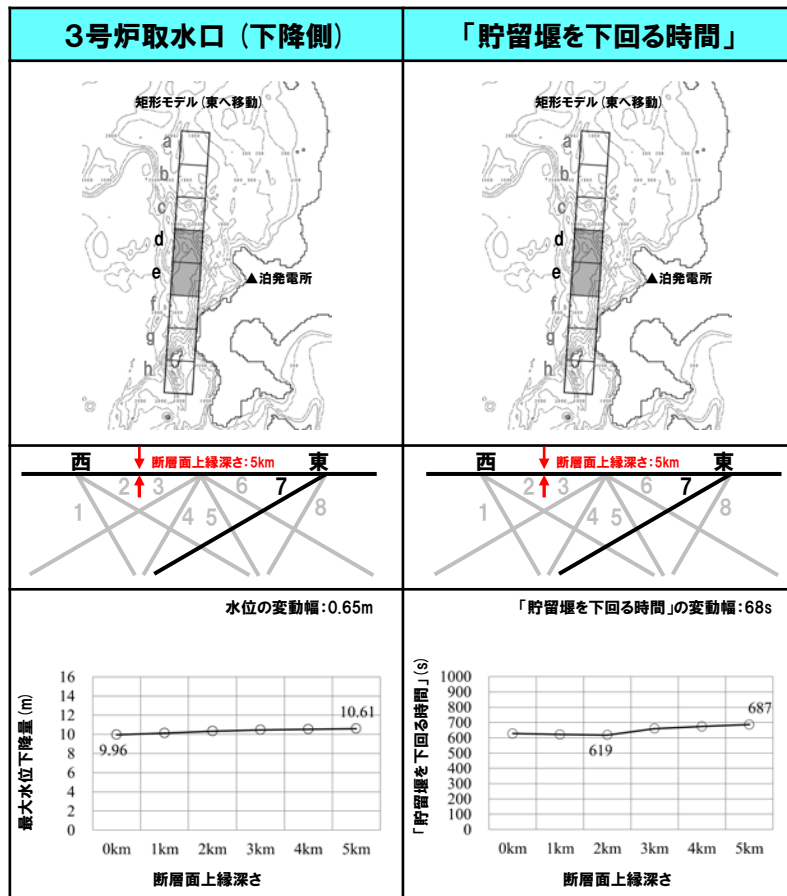 3号炉取水口（下降側）
「貯留堰を下回る時間」
矩形モデル（東へ移動）
a
b
c
d
e
f
g
h
▲泊発電所
矩形モデル（東へ移動）
a
b
c
d
e
f
g
h
▲泊発電所
西 断層面上縁深さ：5km 東
1 2 3 4 5 6 7 8
西 断層面上縁深さ：5km 東
1 2 3 4 5 6 7 8
水位の変動幅：0.65m
最大水位下降量（m）
16
14
12
10
8
6
4
2
0
9.96
10.61
0km 1km 2km 3km 4km 5km
断層面上縁深さ
「貯留堰を下回る時間」の変動幅：68s
「貯留堰を下回る時間」（s）
1000
900
800
700
600
500
400
300
200
100
0
619
687
0km 1km 2km 3km 4km 5km
断層面上縁深さ